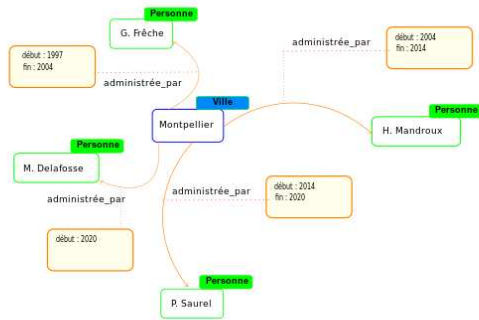 Personne
G. Frêche
début : 1997
fin : 2004
administrée_par
début : 2004
fin : 2014
administrée_par
Ville
Montpellier
Personne
H. Mandroux
Personne
M. Delafosse
administrée_par
début : 2020
administrée_par
début : 2014
fin : 2020
Personne
P. Saurel